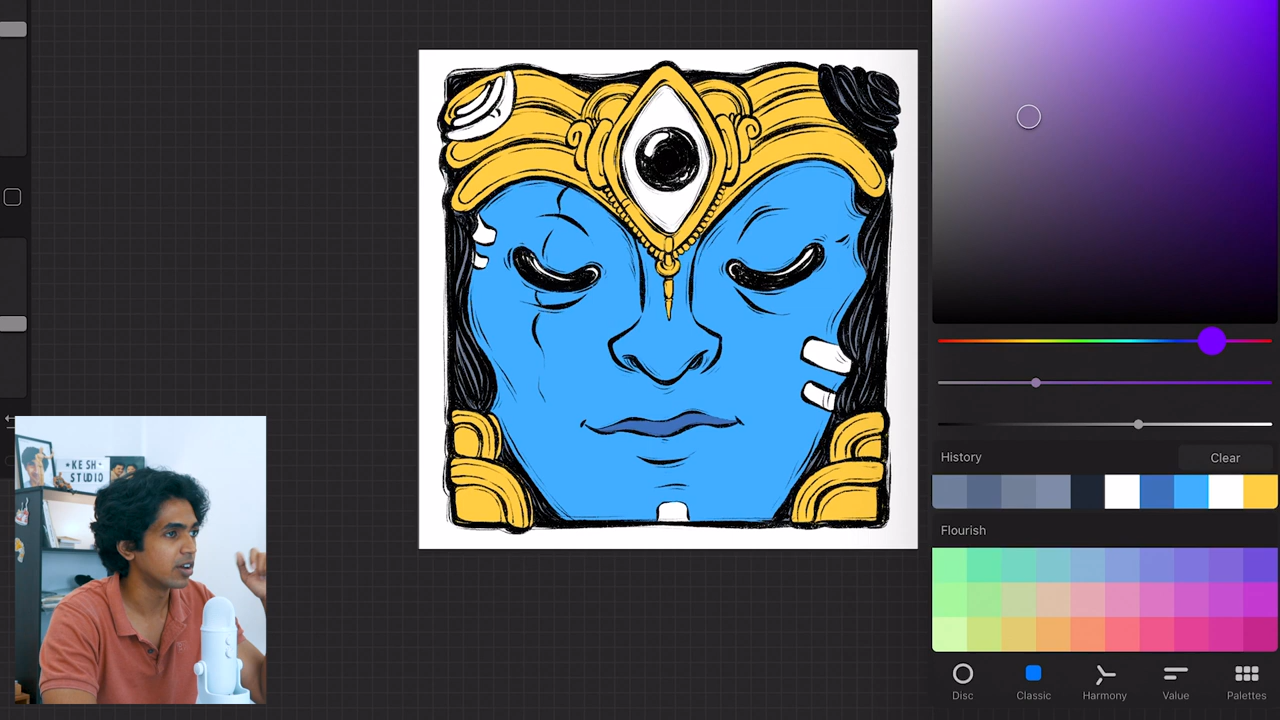 History
Clear
Flourish
Disc
Classic
Harmony
Value
Palettes
KESH
STUDIO